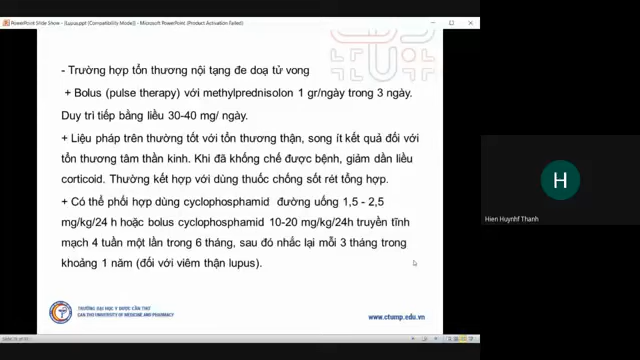 PowerPoint Slide Show - [Lupus.ppt [Compatibility Mode]] - Microsoft PowerPoint (Product Activation Failed)
- Trường hợp tổn thương nội tạng đe doạ tử vong
+ Bolus (pulse therapy) với methylprednisolon 1 gr/ngày trong 3 ngày.
Duy trì tiếp bằng liều 30-40 mg/ ngày.
+ Liệu pháp trên thường tốt với tổn thương thận, song ít kết quả đối với
tổn thương tâm thần kinh. Khi đã khống chế được bệnh, giảm dần liều
corticoid. Thường kết hợp với dùng thuốc chống sốt rét tổng hợp.
+ Có thể phối hợp dùng cyclophosphamid đường uống 1,5 - 2,5
mg/kg/24 h hoặc bolus cyclophosphamid 10-20 mg/kg/24h truyền tĩnh
mạch 4 tuần một lần trong 6 tháng, sau đó nhắc lại mỗi 3 tháng trong
khoảng 1 năm (đối với viêm thận lupus).
TRƯỜNG ĐẠI HỌC Y DƯỢC CẦN THƠ
CAN THO UNIVERSITY OF MEDICINE AND PHARMACY
www.ctump.edu.vn
H
Hien Huynhf Thanh